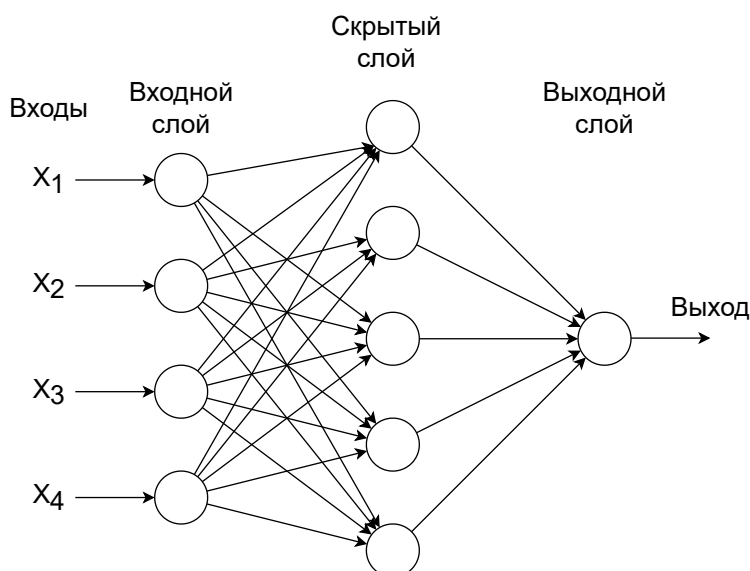 Скрытый
слой
Входы
Входной
слой
Выходной
слой
X1
X2
X3
X4
Выход